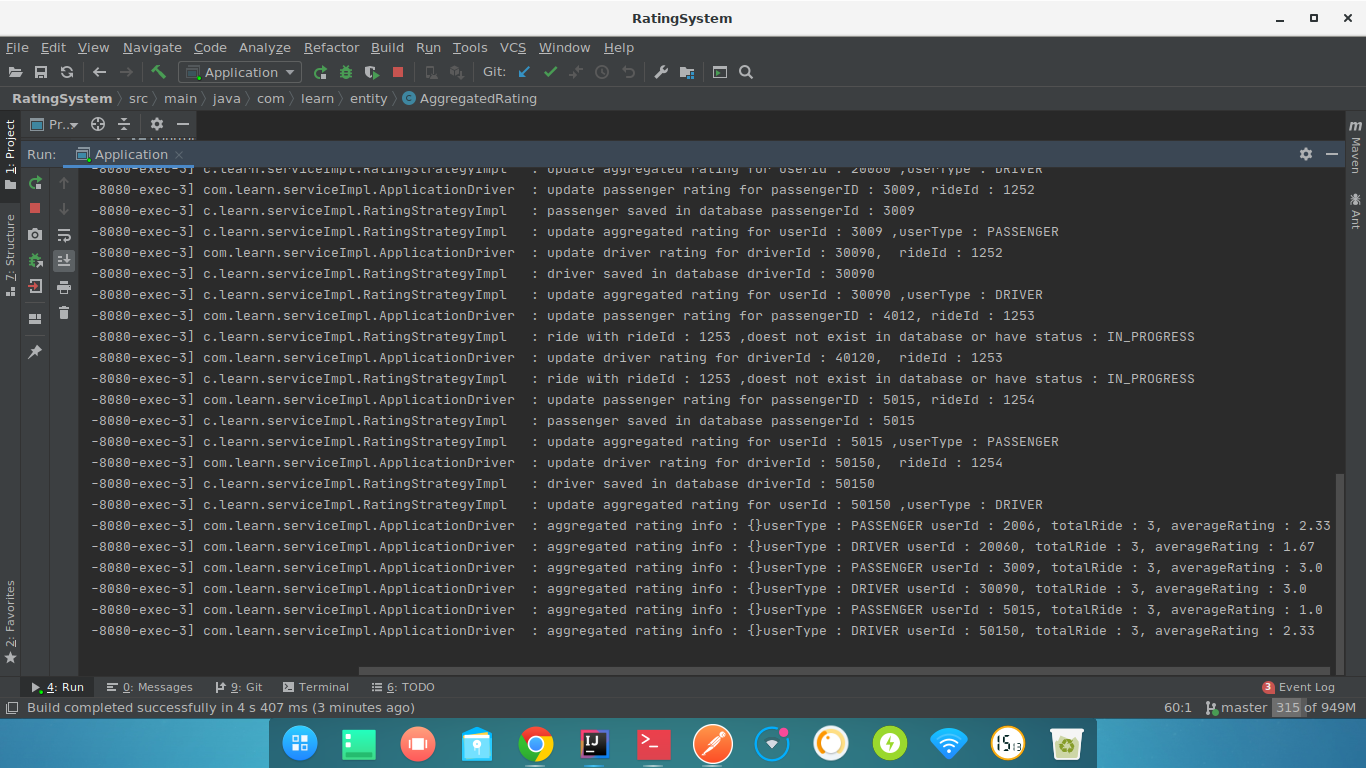 RatingSystem
File Edit View Navigate Code Analyze Refactor Build Run Tools VCS Window Help
Application Git:
RatingSystem src main java com learn entity AggregatedRating
1: Project
Pr..
Maven
Run: Application
7: Structure
Ant
-8080-exec-3] c.learn.serviceImpl.RatingStrategyImpl : update aggregated rating for userId : 20060 ,userType : DRIVER
-8080-exec-3] com.learn.serviceImpl.ApplicationDriver : update passenger rating for passengerID : 3009, rideId : 1252
-8080-exec-3] c.learn.serviceImpl.RatingStrategyImpl : passenger saved in database passengerId : 3009
-8080-exec-3] c.learn.serviceImpl.RatingStrategyImpl : update aggregated rating for userId : 3009 ,userType : PASSENGER
-8080-exec-3] com.learn.serviceImpl.ApplicationDriver : update driver rating for driverId : 30090, rideId : 1252
-8080-exec-3] c.learn.serviceImpl.RatingStrategyImpl : driver saved in database driverId : 30090
-8080-exec-3] c.learn.serviceImpl.RatingStrategyImpl : update aggregated rating for userId : 30090 ,userType : DRIVER
-8080-exec-3] com.learn.serviceImpl.ApplicationDriver : update passenger rating for passengerID : 4012, rideId : 1253
-8080-exec-3] c.learn.serviceImpl.RatingStrategyImpl : ride with rideId : 1253 ,doest not exist in database or have status : IN_PROGRESS
-8080-exec-3] com.learn.serviceImpl.ApplicationDriver : update driver rating for driverId : 40120, rideId : 1253
-8080-exec-3] c.learn.serviceImpl.RatingStrategyImpl : ride with rideId : 1253 ,doest not exist in database or have status : IN_PROGRESS
-8080-exec-3] com.learn.serviceImpl.ApplicationDriver : update passenger rating for passengerID : 5015, rideId : 1254
-8080-exec-3] c.learn.serviceImpl.RatingStrategyImpl : passenger saved in database passengerId : 5015
-8080-exec-3] c.learn.serviceImpl.RatingStrategyImpl : update aggregated rating for userId : 5015 ,userType : PASSENGER
-8080-exec-3] com.learn.serviceImpl.ApplicationDriver : update driver rating for driverId : 50150, rideId : 1254
-8080-exec-3] c.learn.serviceImpl.RatingStrategyImpl : driver saved in database driverId : 50150
-8080-exec-3] c.learn.serviceImpl.RatingStrategyImpl : update aggregated rating for userId : 50150 ,userType : DRIVER
-8080-exec-3] com.learn.serviceImpl.ApplicationDriver : aggregated rating info : {}userType : PASSENGER userId : 2006, totalRide : 3, averageRating : 2.33
-8080-exec-3] com.learn.serviceImpl.ApplicationDriver : aggregated rating info : {}userType : DRIVER userId : 20060, totalRide : 3, averageRating : 1.67
-8080-exec-3] com.learn.serviceImpl.ApplicationDriver : aggregated rating info : {}userType : PASSENGER userId : 3009, totalRide : 3, averageRating : 3.0
-8080-exec-3] com.learn.serviceImpl.ApplicationDriver : aggregated rating info : {}userType : DRIVER userId : 30090, totalRide : 3, averageRating : 3.0
-8080-exec-3] com.learn.serviceImpl.ApplicationDriver : aggregated rating info : {}userType : PASSENGER userId : 5015, totalRide : 3, averageRating : 1.0
-8080-exec-3] com.learn.serviceImpl.ApplicationDriver : aggregated rating info : {}userType : DRIVER userId : 50150, totalRide : 3, averageRating : 2.33
2: Favorites
4: Run 0: Messages 9: Git Terminal 6: TODO 3 Event Log
Build completed successfully in 4 s 407 ms (3 minutes ago) 60:1 master 315 of 949M
IJ 15 13